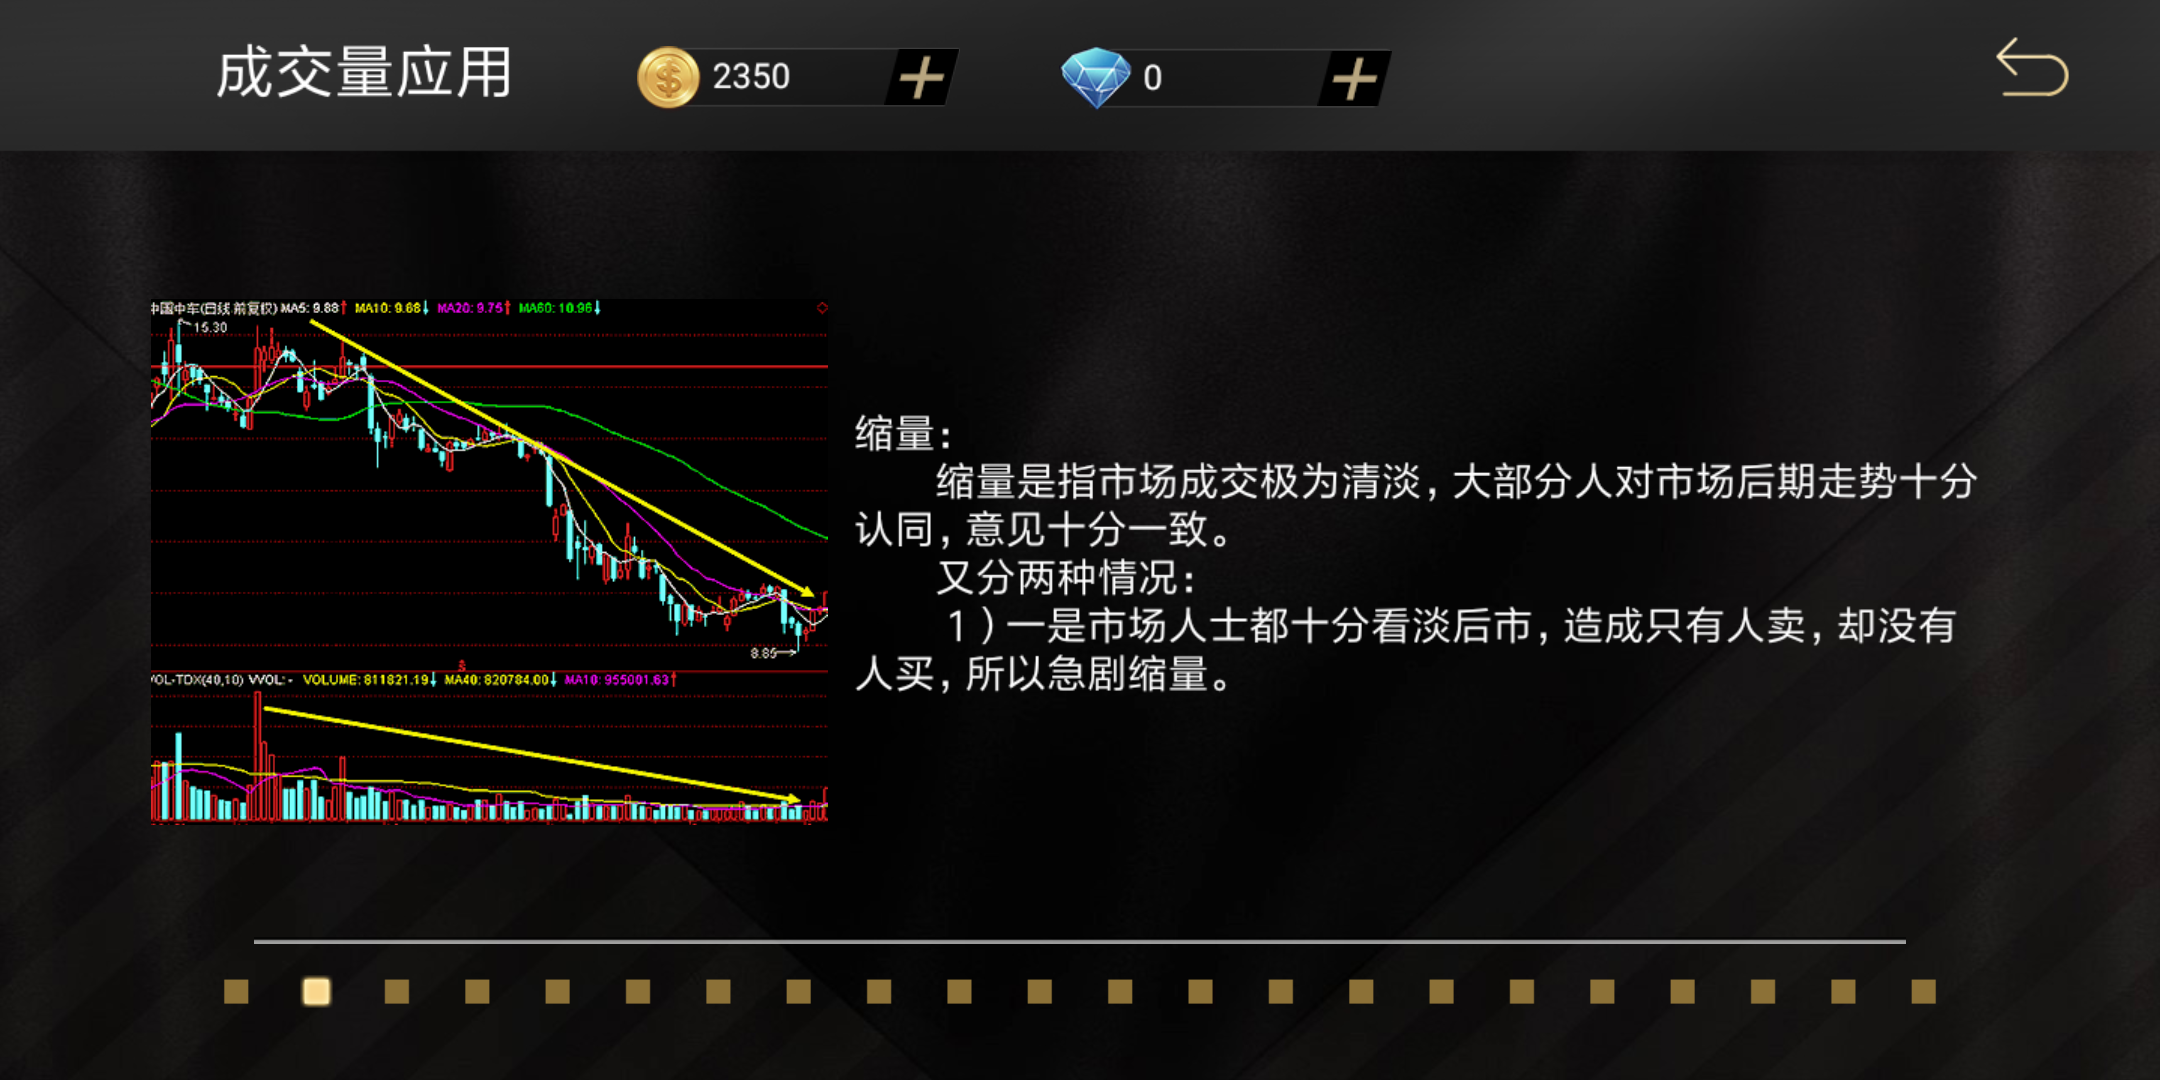 成交量应用
2350
0
中国中车(日线 前复权) MA5: 9.88↑ MA10: 9.68↓ MA20: 9.75↑ MA60: 10.96↓
15.30
8.85
VOL-TDX(40,10) VVOL: - VOLUME: 811821.19↓ MA40: 820784.00↓ MA10: 955001.63↑
缩量：
缩量是指市场成交极为清淡，大部分人对市场后期走势十分
认同，意见十分一致。
又分两种情况：
1）一是市场人士都十分看淡后市，造成只有人卖，却没有
人买，所以急剧缩量。